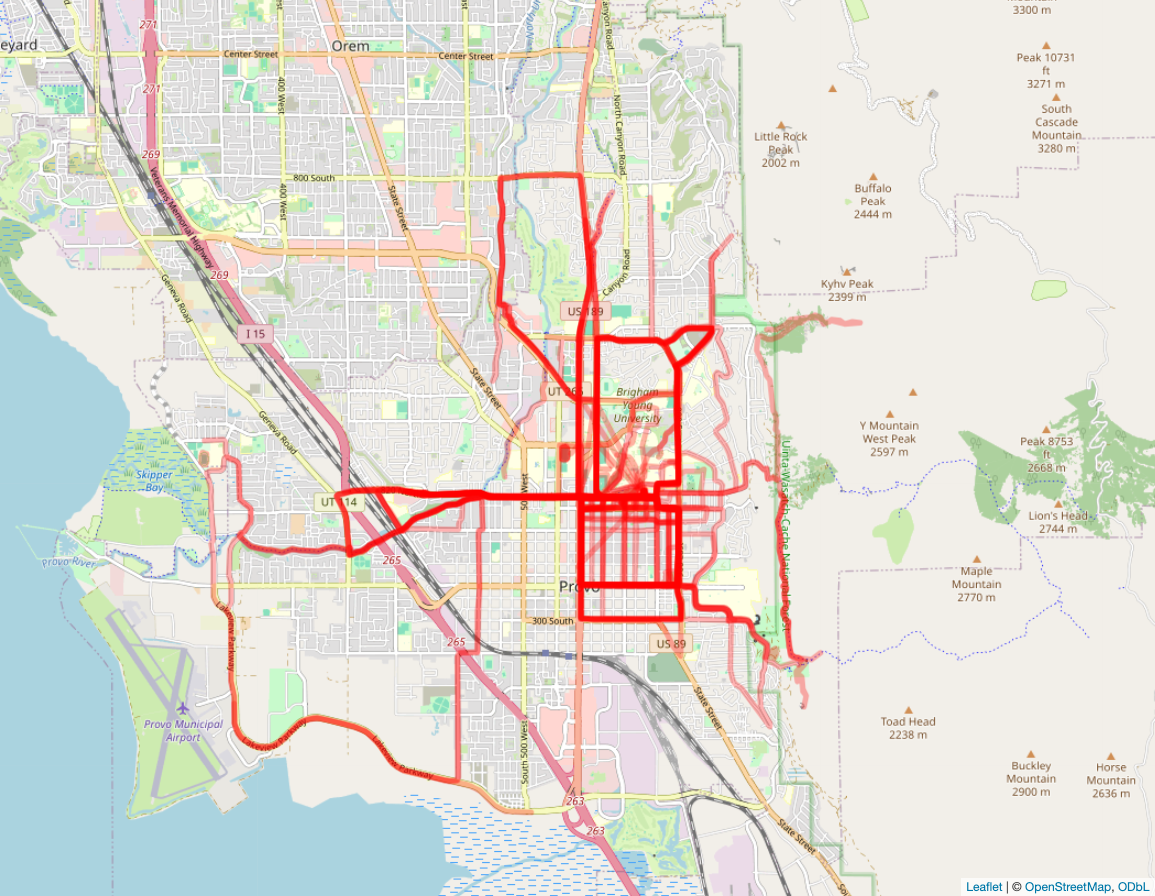 3300 m
271
eyard
Orem
Center Street
Center Street
Canyon Road
Peak 10731
ft
3271 m
271
400 West
North Canyon Road
South
Cascade
Mountain
3280 m
Little Rock
Peak
2002 m
269
Veterans Memorial Highway
800 South
400 West
State Street
Buffalo
Peak
2444 m
269
Geneva Road
Canyon Road
Kyhv Peak
2399 m
US 189
I 15
State Street
Brigham
Young
University
Geneva Road
Y Mountain
West Peak
2597 m
Peak 8753
ft
2668 m
Skipper
Bay
Uinta-Wasatch-Cache National Forest
Lion's Head
2744 m
Provo River
265
Maple
Mountain
2770 m
Provo
Lakeview Parkway
300 South
265
US 89
State Street
Provo Municipal
Airport
Lakeview Parkway
Lakeview Parkway
South 500 West
Toad Head
2238 m
Buckley
Mountain
2900 m
Horse
Mountain
2636 m
263
263
State Street
Leaflet | © OpenStreetMap, ODbL